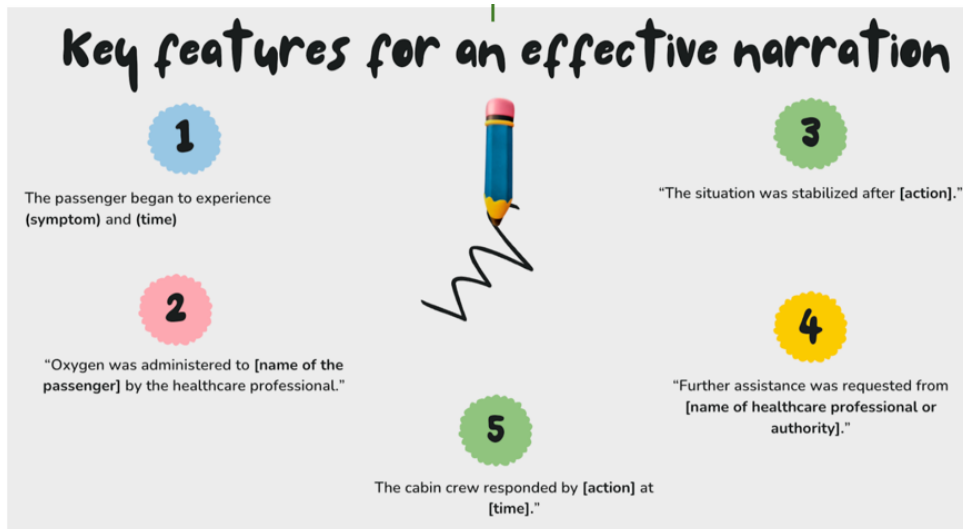 Key features for an effective narration
1
The passenger began to experience
(symptom) and (time)
2
“Oxygen was administered to [name of the
passenger] by the healthcare professional.”
3
“The situation was stabilized after [action].”
4
“Further assistance was requested from
[name of healthcare professional or
authority].”
5
The cabin crew responded by [action] at
[time].”